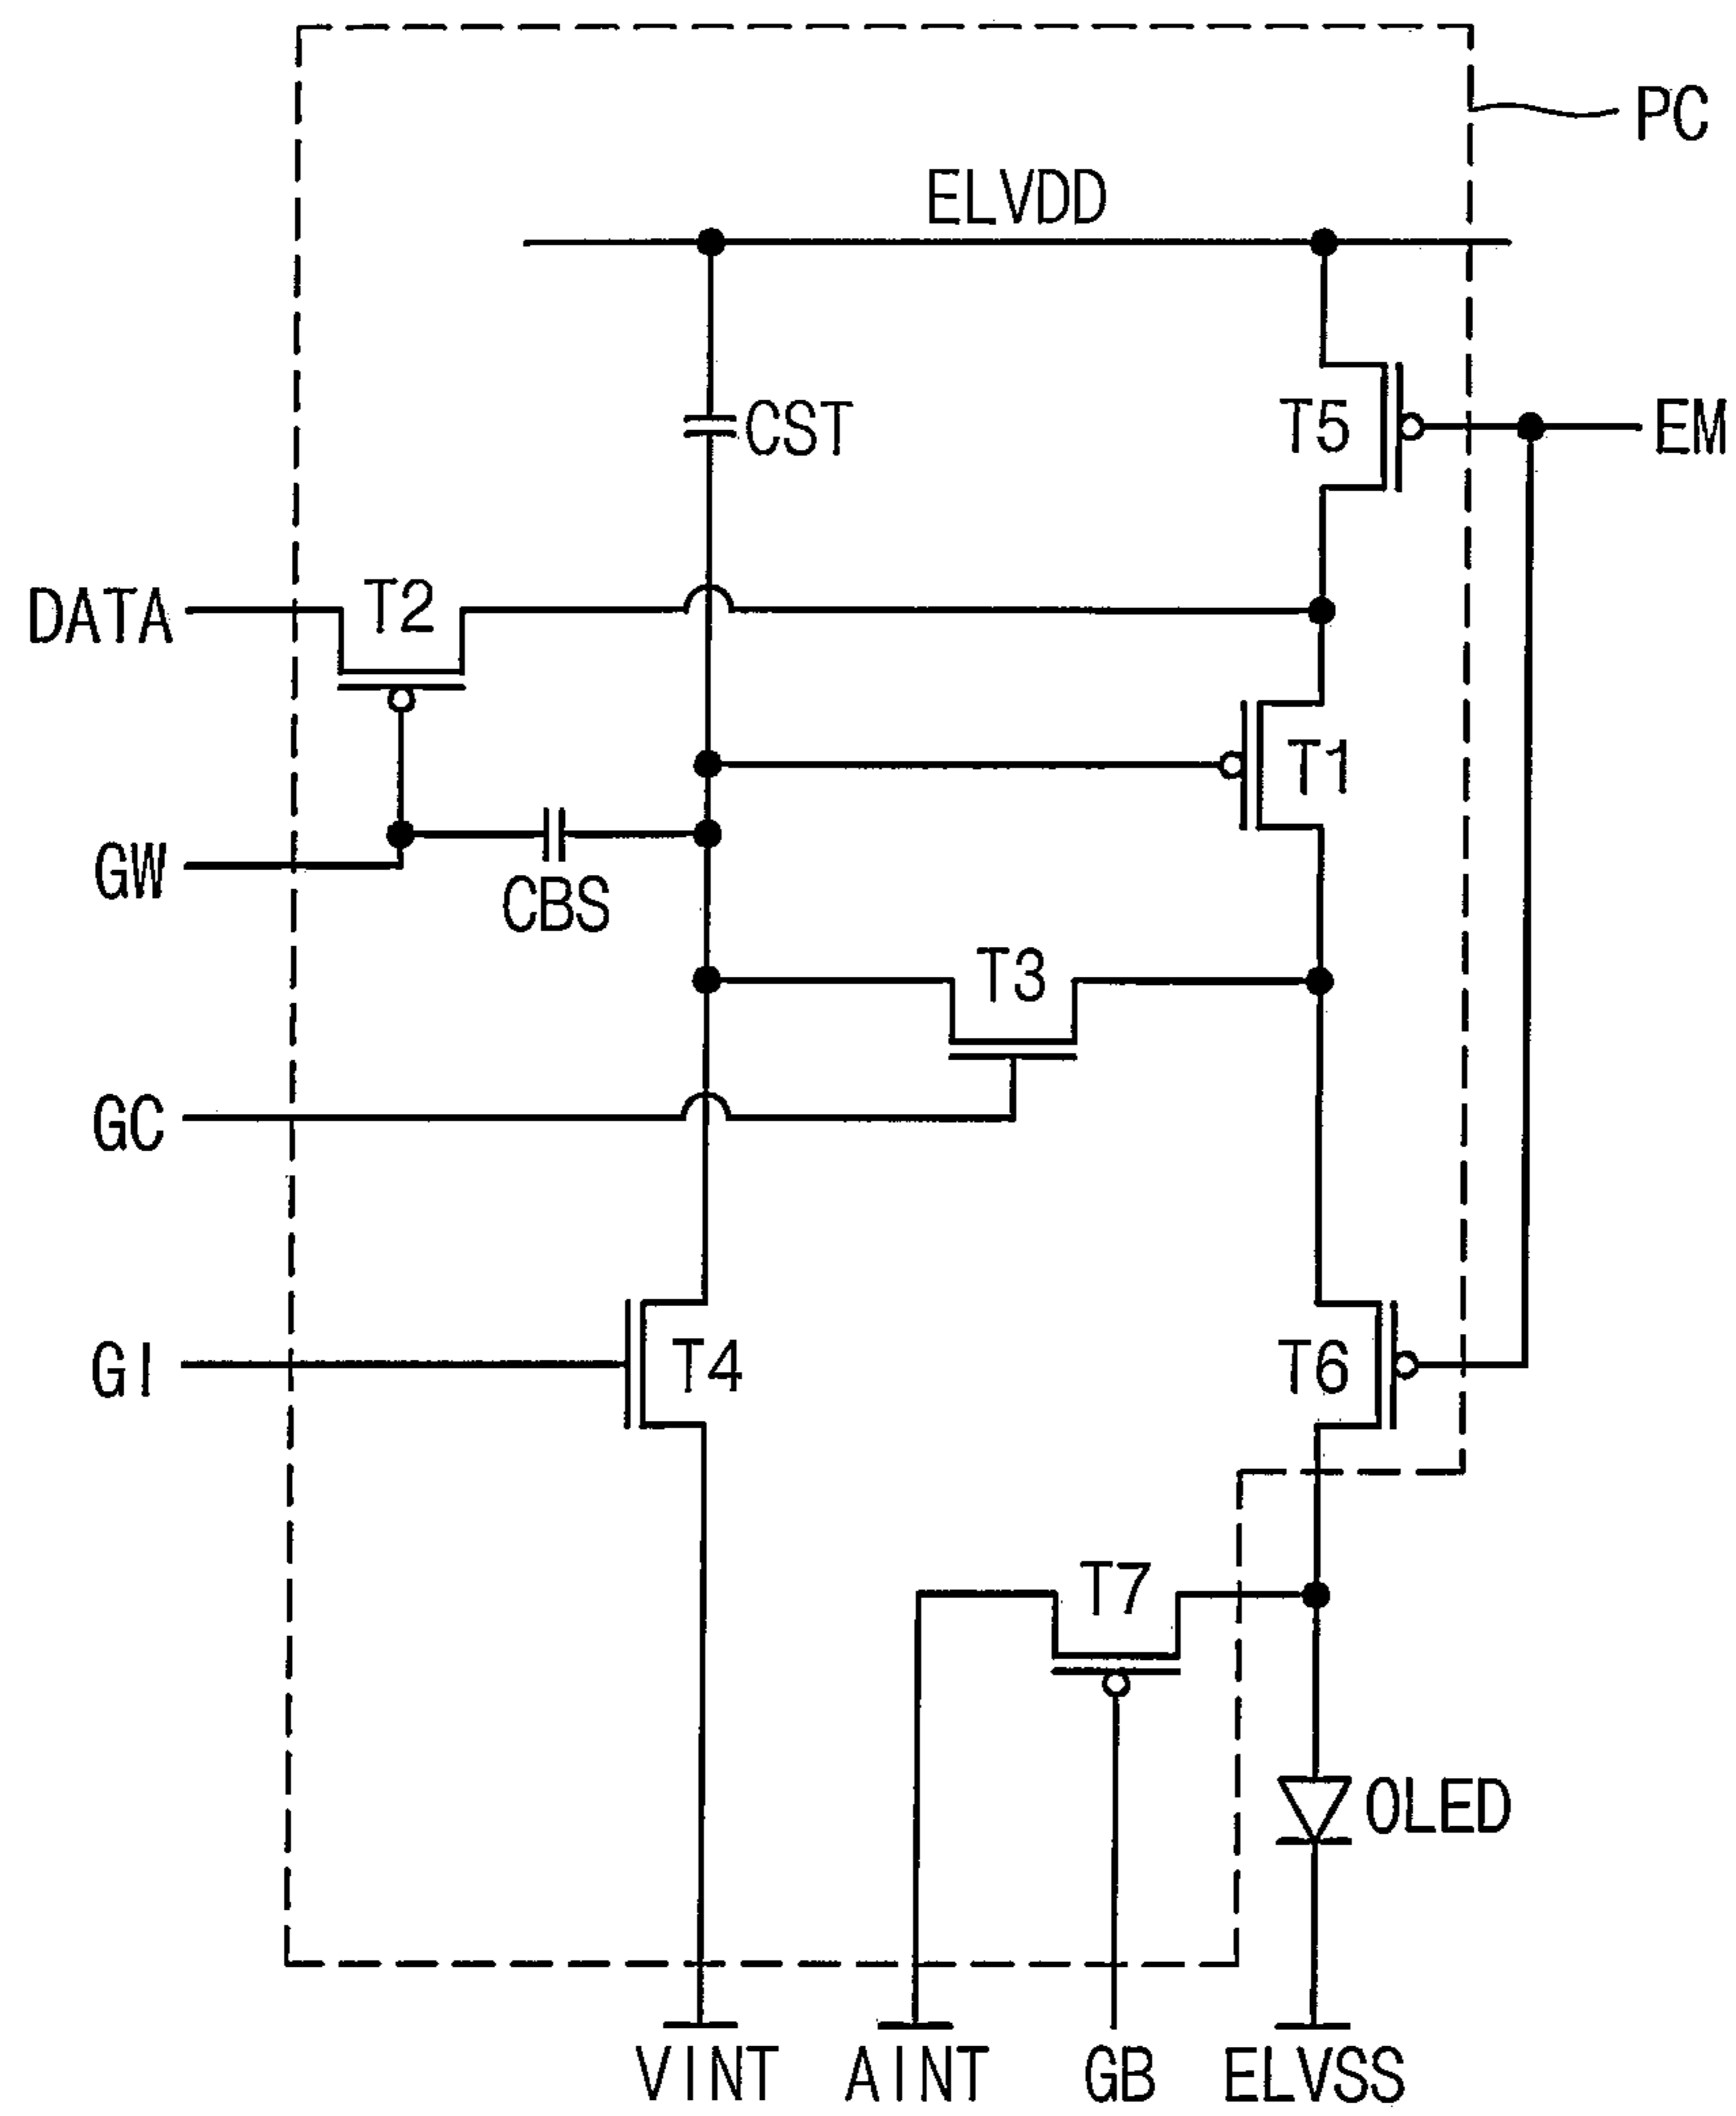 PC
ELVDD
CST
T5
EM
DATA
T2
T1
GW
CBS
T3
GC
GI
T4
T6
T7
OLED
VINT
AINT
GB
ELVSS